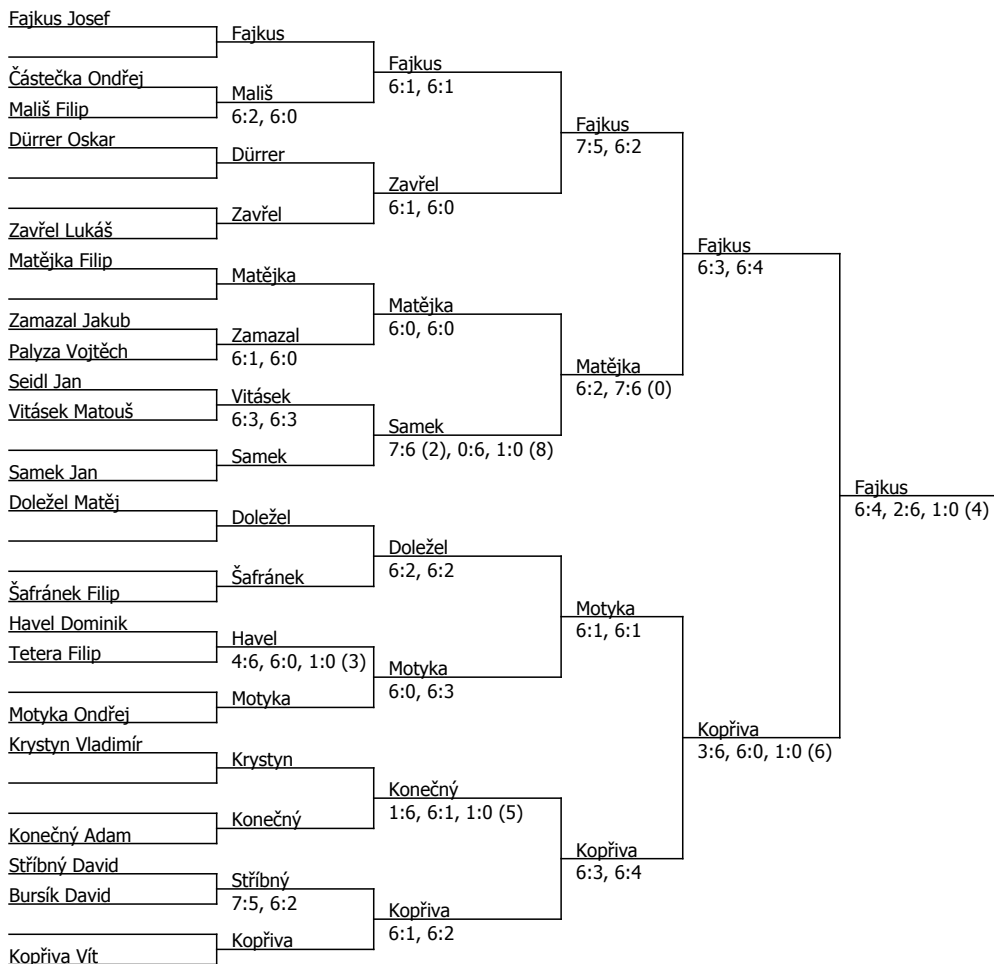 Fajkus Josef
Částečka Ondřej
Mališ Filip
Dürrer Oskar
Zavřel Lukáš
Matějka Filip
Zamazal Jakub
Palyza Vojtěch
Seidl Jan
Vitásek Matouš
Samek Jan
Doležel Matěj
Šafránek Filip
Havel Dominik
Tetera Filip
Motyka Ondřej
Krystyn Vladimír
Konečný Adam
Stříbný David
Bursík David
Kopřiva Vít
Fajkus
Mališ
6:2, 6:0
Dürrer
Zavřel
Matějka
Zamazal
6:1, 6:0
Vitásek
6:3, 6:3
Samek
Doležel
Šafránek
Havel
4:6, 6:0, 1:0 (3)
Motyka
Krystyn
Konečný
Stříbný
7:5, 6:2
Kopřiva
Fajkus
6:1, 6:1
Zavřel
6:1, 6:0
Matějka
6:0, 6:0
Samek
7:6 (2), 0:6, 1:0 (8)
Doležel
6:2, 6:2
Motyka
6:0, 6:3
Konečný
1:6, 6:1, 1:0 (5)
Kopřiva
6:1, 6:2
Fajkus
7:5, 6:2
Matějka
6:2, 7:6 (0)
Motyka
6:1, 6:1
Kopřiva
6:3, 6:4
Fajkus
6:3, 6:4
Kopřiva
3:6, 6:0, 1:0 (6)
Fajkus
6:4, 2:6, 1:0 (4)